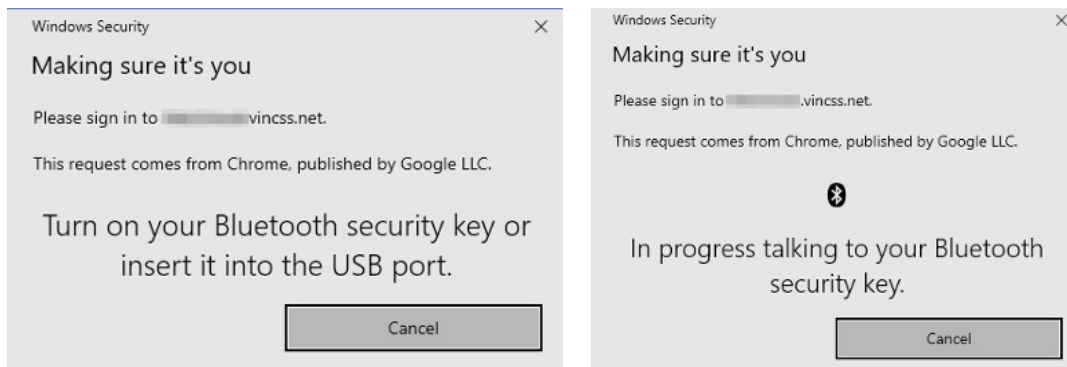 Windows Security
Making sure it's you
Please sign in to vincss.net.
This request comes from Chrome, published by Google LLC.
Turn on your Bluetooth security key or
insert it into the USB port.
Cancel
Windows Security
Making sure it's you
Please sign in to .vincss.net.
This request comes from Chrome, published by Google LLC.
In progress talking to your Bluetooth
security key.
Cancel